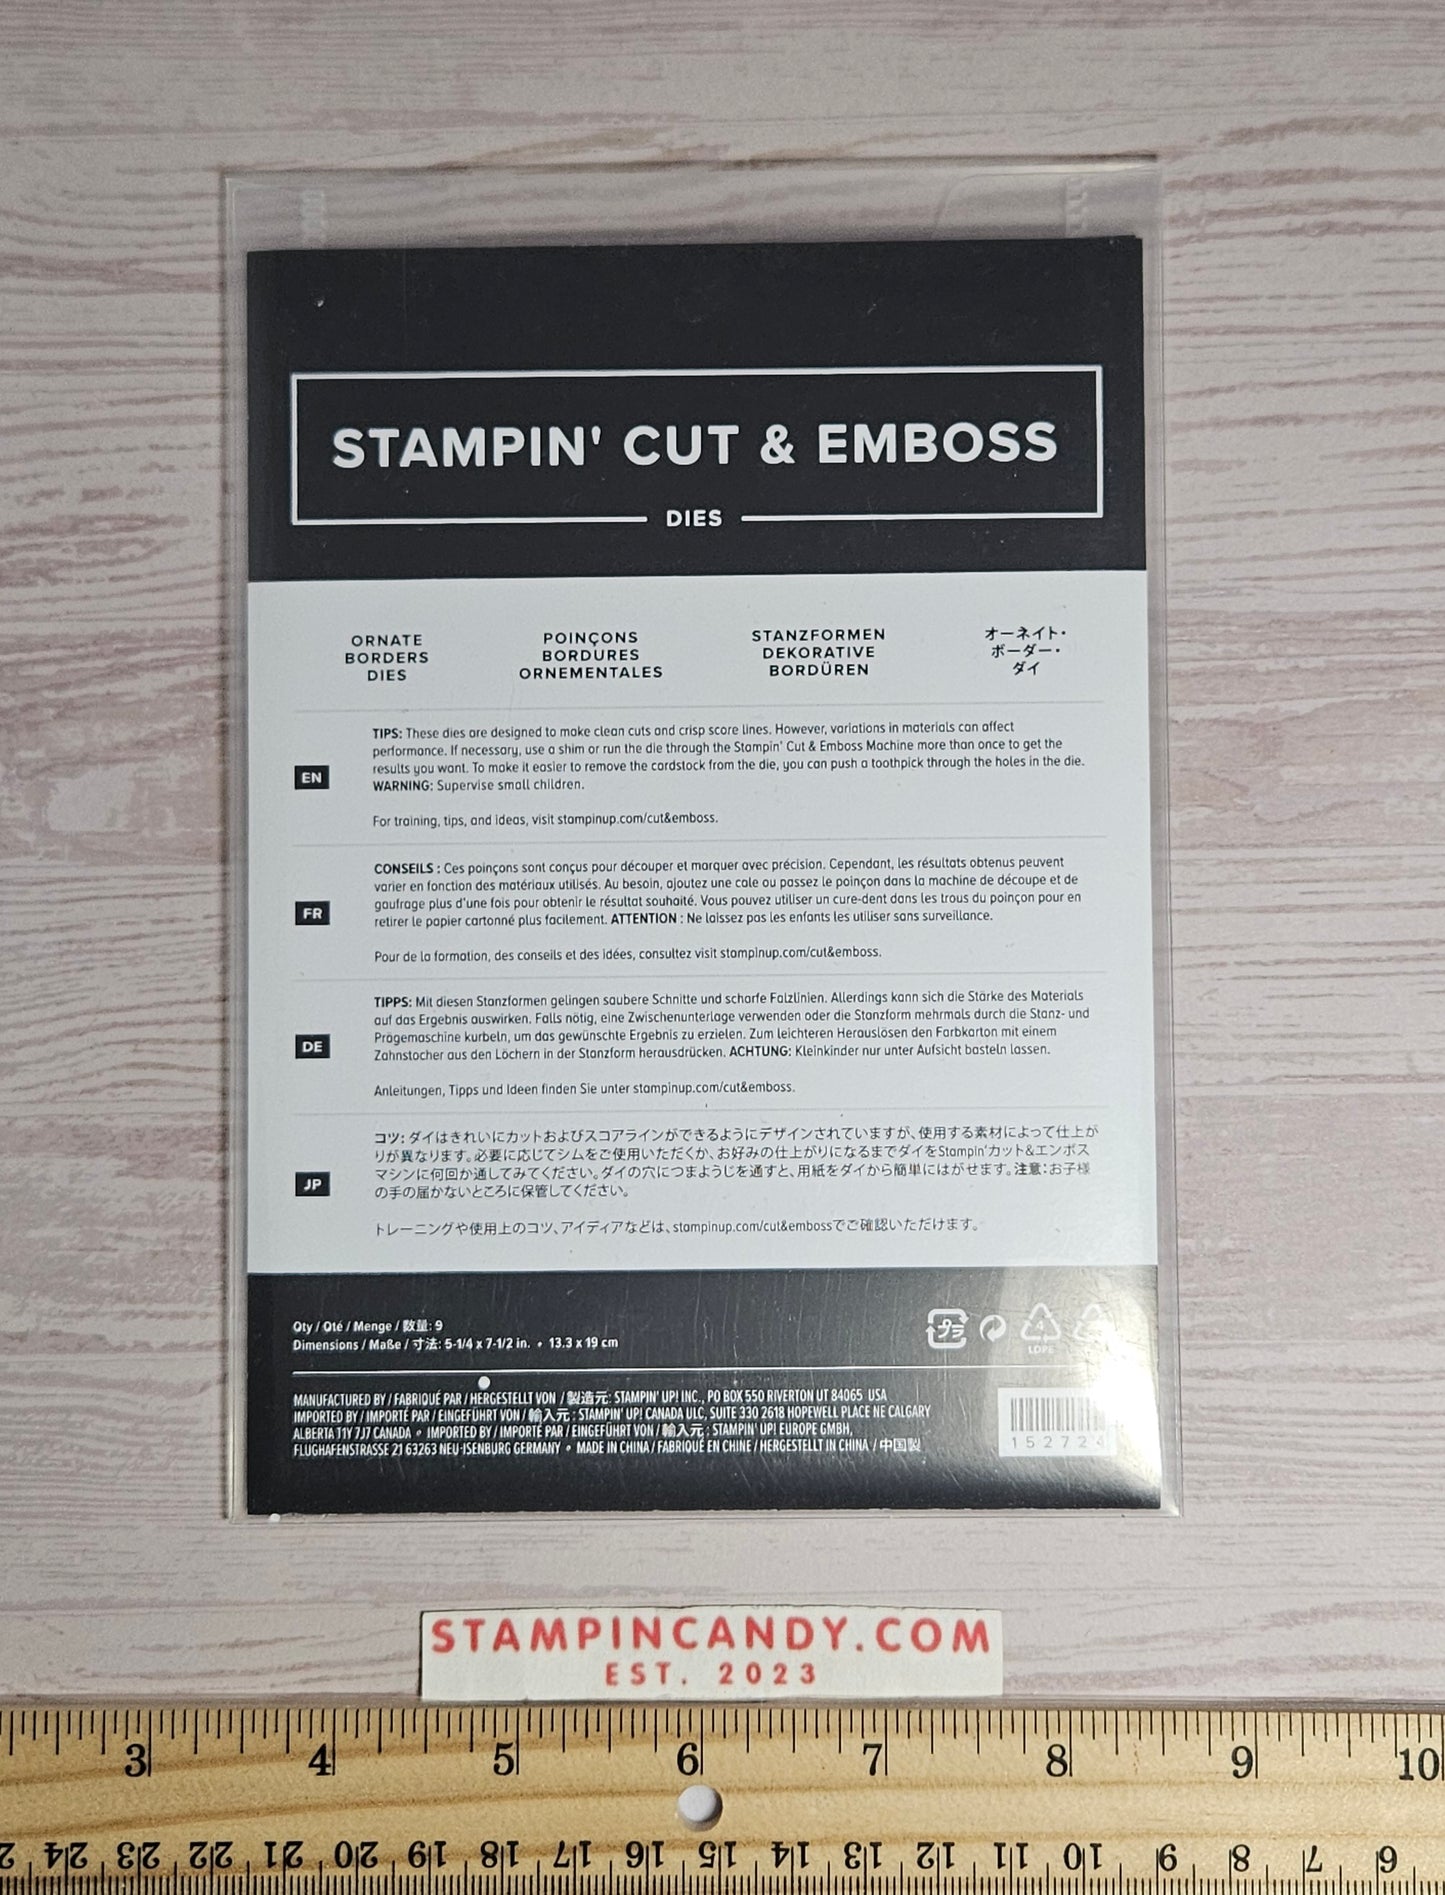 STAMPIN' CUT & EMBOSS
DIES
ORNATE
BORDERS
DIES
POINÇONS
BORDURES
ORNEMENTALES
STANZFORMEN
DEKORATIVE
BORDÜREN
オーネイト・
ボーダー・
ダイ
EN
TIPS: These dies are designed to make clean cuts and crisp score lines. However, variations in materials can affect
performance. If necessary, use a shim or run the die through the Stampin' Cut & Emboss Machine more than once to get the
results you want. To make it easier to remove the cardstock from the die, you can push a toothpick through the holes in the die.
WARNING: Supervise small children.
For training, tips, and ideas, visit stampinup.com/cut&emboss.
FR
CONSEILS : Ces poinçons sont conçus pour découper et marquer avec précision. Cependant, les résultats obtenus peuvent
varier en fonction des matériaux utilisés. Au besoin, ajoutez une cale ou passez le poinçon dans la machine de découpe et de
gaufrage plus d'une fois pour obtenir le résultat souhaité. Vous pouvez utiliser un cure-dent dans les trous du poinçon pour en
retirer le papier cartonné plus facilement. ATTENTION : Ne laissez pas les enfants les utiliser sans surveillance.
Pour de la formation, des conseils et des idées, consultez visit stampinup.com/cut&emboss.
DE
TIPPS: Mit diesen Stanzformen gelingen saubere Schnitte und scharfe Falzlinien. Allerdings kann sich die Stärke des Materials
auf das Ergebnis auswirken. Falls nötig, eine Zwischenunterlage verwenden oder die Stanzform mehrmals durch die Stanz- und
Prägemaschine kurbeln, um das gewünschte Ergebnis zu erzielen. Zum leichteren Herauslösen den Farbkarton mit einem
Zahnstocher aus den Löchern in der Stanzform herausdrücken. ACHTUNG: Kleinkinder nur unter Aufsicht basteln lassen.
Anleitungen, Tipps und Ideen finden Sie unter stampinup.com/cut&emboss.
JP
コツ: ダイはきれいにカットおよびスコアラインができるようにデザインされていますが、使用する素材によって仕上が
りが異なります。必要に応じてシムをご使用いただくか、お好みの仕上がりになるまでダイをStampin'カット&エンボス
マシンに何回か通してみてください。ダイの穴につまようじを通すと、用紙をダイから簡単にはがせます。注意:お子様
の手の届かないところに保管してください。
トレーニングや使用上のコツ、アイディアなどは、stampinup.com/cut&embossでご確認いただけます。
Qty / Qté / Menge / 数量: 9
Dimensions / Maße / 寸法: 5-1/4 x 7-1/2 in. • 13.3 x 19 cm
プラ
4
LDPE
MANUFACTURED BY / FABRIQUÉ PAR / HERGESTELLT VON / 製造元: STAMPIN' UP! INC., PO BOX 550 RIVERTON UT 84065 USA
IMPORTED BY / IMPORTÉ PAR / EINGEFÜHRT VON / 輸入元 : STAMPIN' UP! CANADA ULC, SUITE 330 2618 HOPEWELL PLACE NE CALGARY
ALBERTA T1Y 7J7 CANADA • IMPORTED BY / IMPORTÉ PAR / EINGEFÜHRT VON / 輸入元 : STAMPIN' UP! EUROPE GMBH,
FLUGHAFENSTRASSE 21 63263 NEU-ISENBURG GERMANY • MADE IN CHINA / FABRIQUÉ EN CHINE / HERGESTELLT IN CHINA / 中国製
152724
STAMPINCANDY.COM
EST. 2023
3 4 5 6 7 8 9 10
24 23 22 21 20 19 18 17 16 15 14 13 12 11 10 9 8 7 6